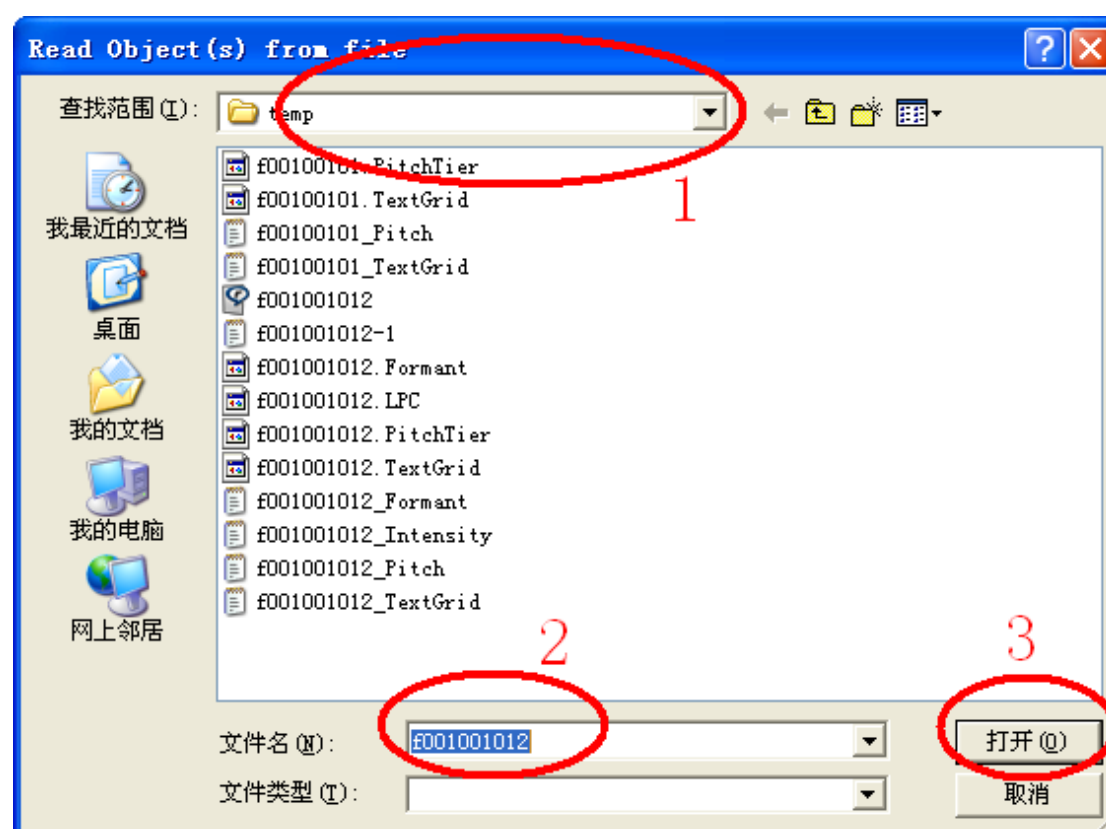 Read Object(s) from file
查找范围(I):
temp
1
我最近的文档
桌面
我的文档
我的电脑
网上邻居
f00100101.PitchTier
f00100101.TextGrid
f00100101_Pitch
f00100101_TextGrid
f001001012
f001001012-1
f001001012.Formant
f001001012.LPC
f001001012.PitchTier
f001001012.TextGrid
f001001012_Formant
f001001012_Intensity
f001001012_Pitch
f001001012_TextGrid
2
3
文件名(N):
f001001012
打开(O)
文件类型(T):
取消